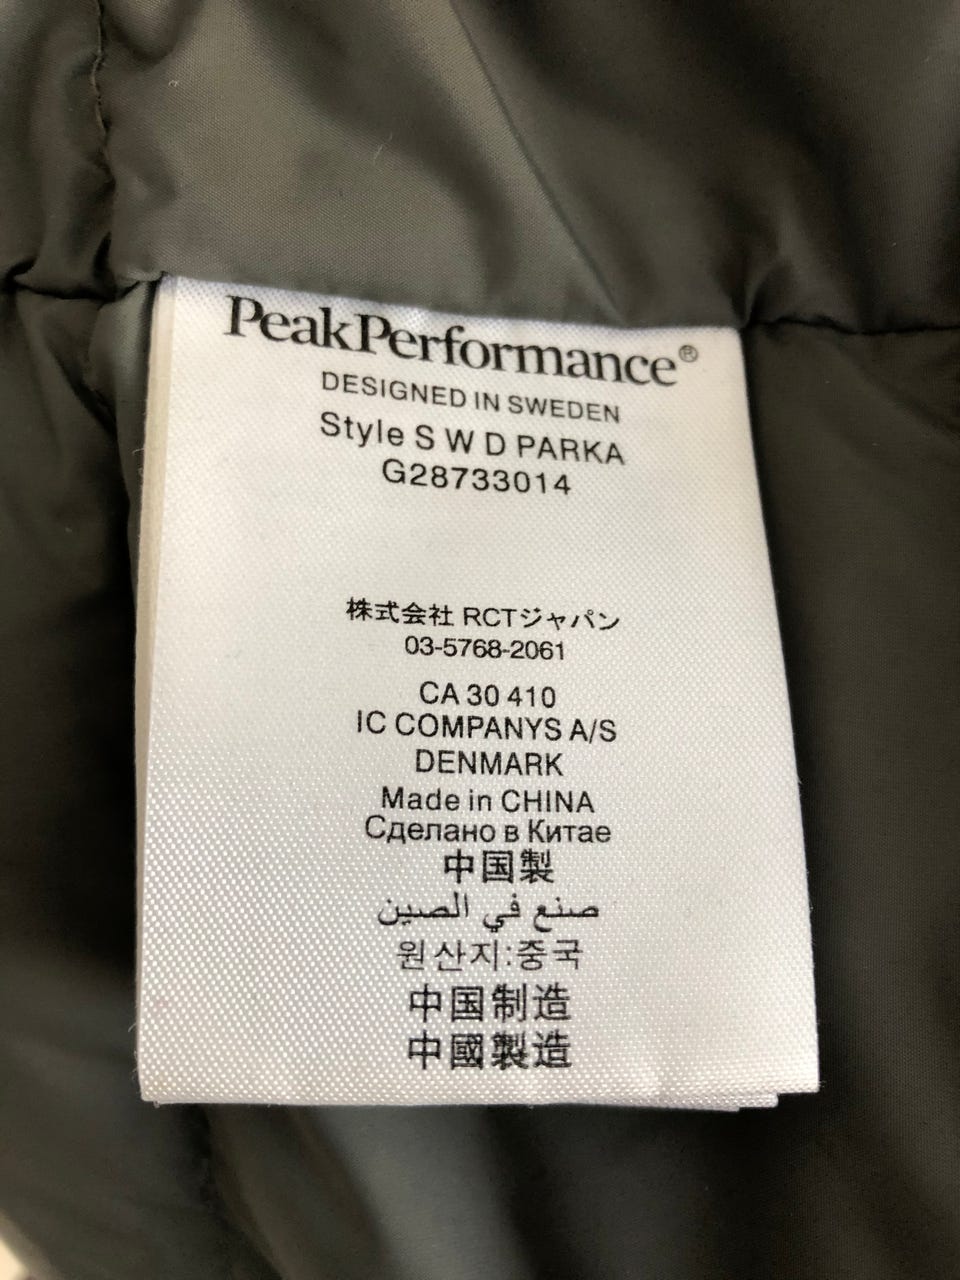 PeakPerformance®
DESIGNED IN SWEDEN
Style S W D PARKA
G28733014
株式会社 RCTジャパン
03-5768-2061
CA 30 410
IC COMPANYS A/S
DENMARK
Made in CHINA
Сделано в Китае
中国製
صنع في الصين
원산지:중국
中国制造
中國製造